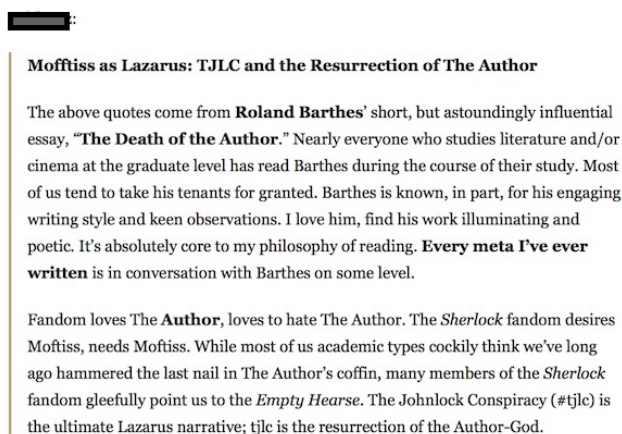 Mofftiss as Lazarus: TJLC and the Resurrection of The Author
The above quotes come from Roland Barthes' short, but astoundingly influential
essay, “The Death of the Author.” Nearly everyone who studies literature and/or
cinema at the graduate level has read Barthes during the course of their study. Most
of us tend to take his tenants for granted. Barthes is known, in part, for his engaging
writing style and keen observations. I love him, find his work illuminating and
poetic. It’s absolutely core to my philosophy of reading. Every meta I’ve ever
written is in conversation with Barthes on some level.
Fandom loves The Author, loves to hate The Author. The Sherlock fandom desires
Moftiss, needs Moftiss. While most of us academic types cockily think we’ve long
ago hammered the last nail in The Author’s coffin, many members of the Sherlock
fandom gleefully point us to the Empty Hearse. The Johnlock Conspiracy (#tjlc) is
the ultimate Lazarus narrative; tjlc is the resurrection of the Author-God.